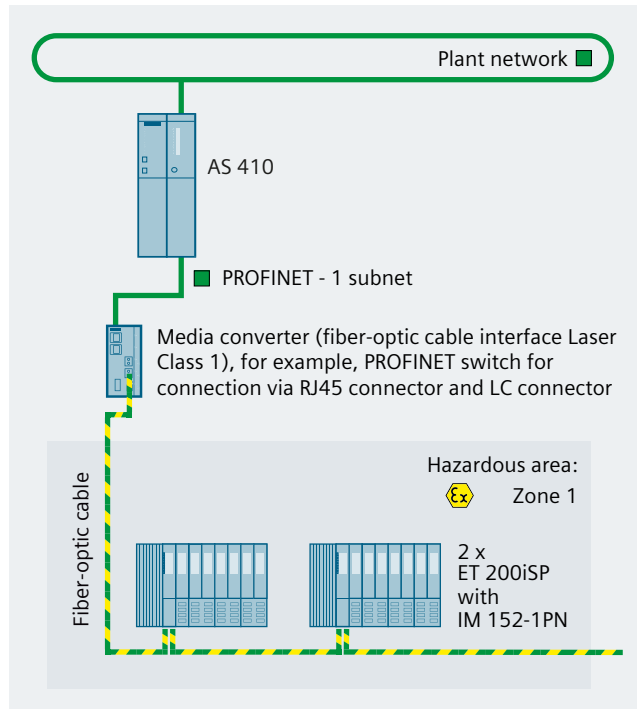 Plant network
AS 410
PROFINET - 1 subnet
Media converter (fiber-optic cable interface Laser
Class 1), for example, PROFINET switch for
connection via RJ45 connector and LC connector
Fiber-optic cable
Hazardous area:
Ex Zone 1
2 x
ET 200iSP
with
IM 152-1PN